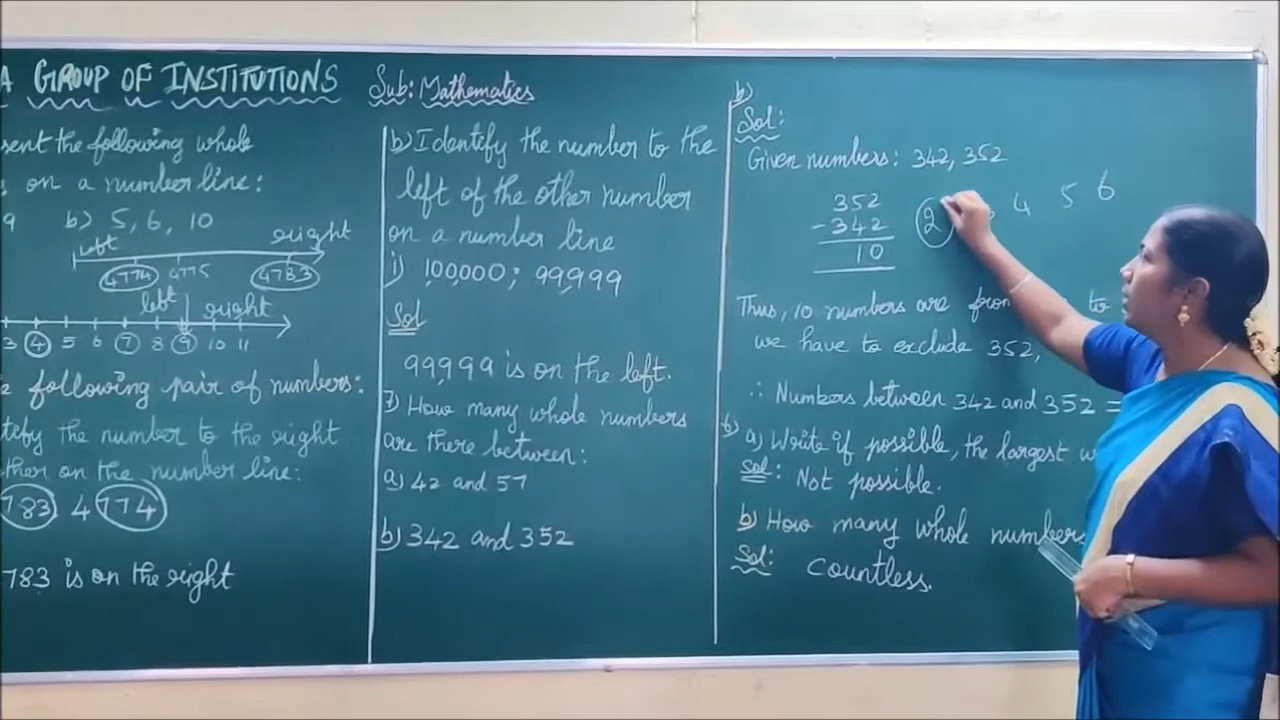 A GROUP OF INSTITUTIONS
Sub: Mathematics
sent the following whole
on a number line:
9 b) 5, 6, 10
left right
4774 4775 4783
left right
3 4 5 6 7 8 9 10 11
following pair of numbers:
the number to the right
on the number line:
783 4 774
783 is on the right
b) Identify the number to the
left of the other number
on a number line
i) 1,00,000; 99,999
Sol
99,999 is on the left.
7) How many whole numbers
are there between:
a) 42 and 57
b) 342 and 352
b)
Sol:
Given numbers: 342, 352
352
- 342
10
2 4 5 6
Thus, 10 numbers are from to
we have to exclude 352,
∴ Numbers between 342 and 352 =
a) Write if possible, the largest w
Sol: Not possible.
b) How many whole numbers
Sol: Countless.